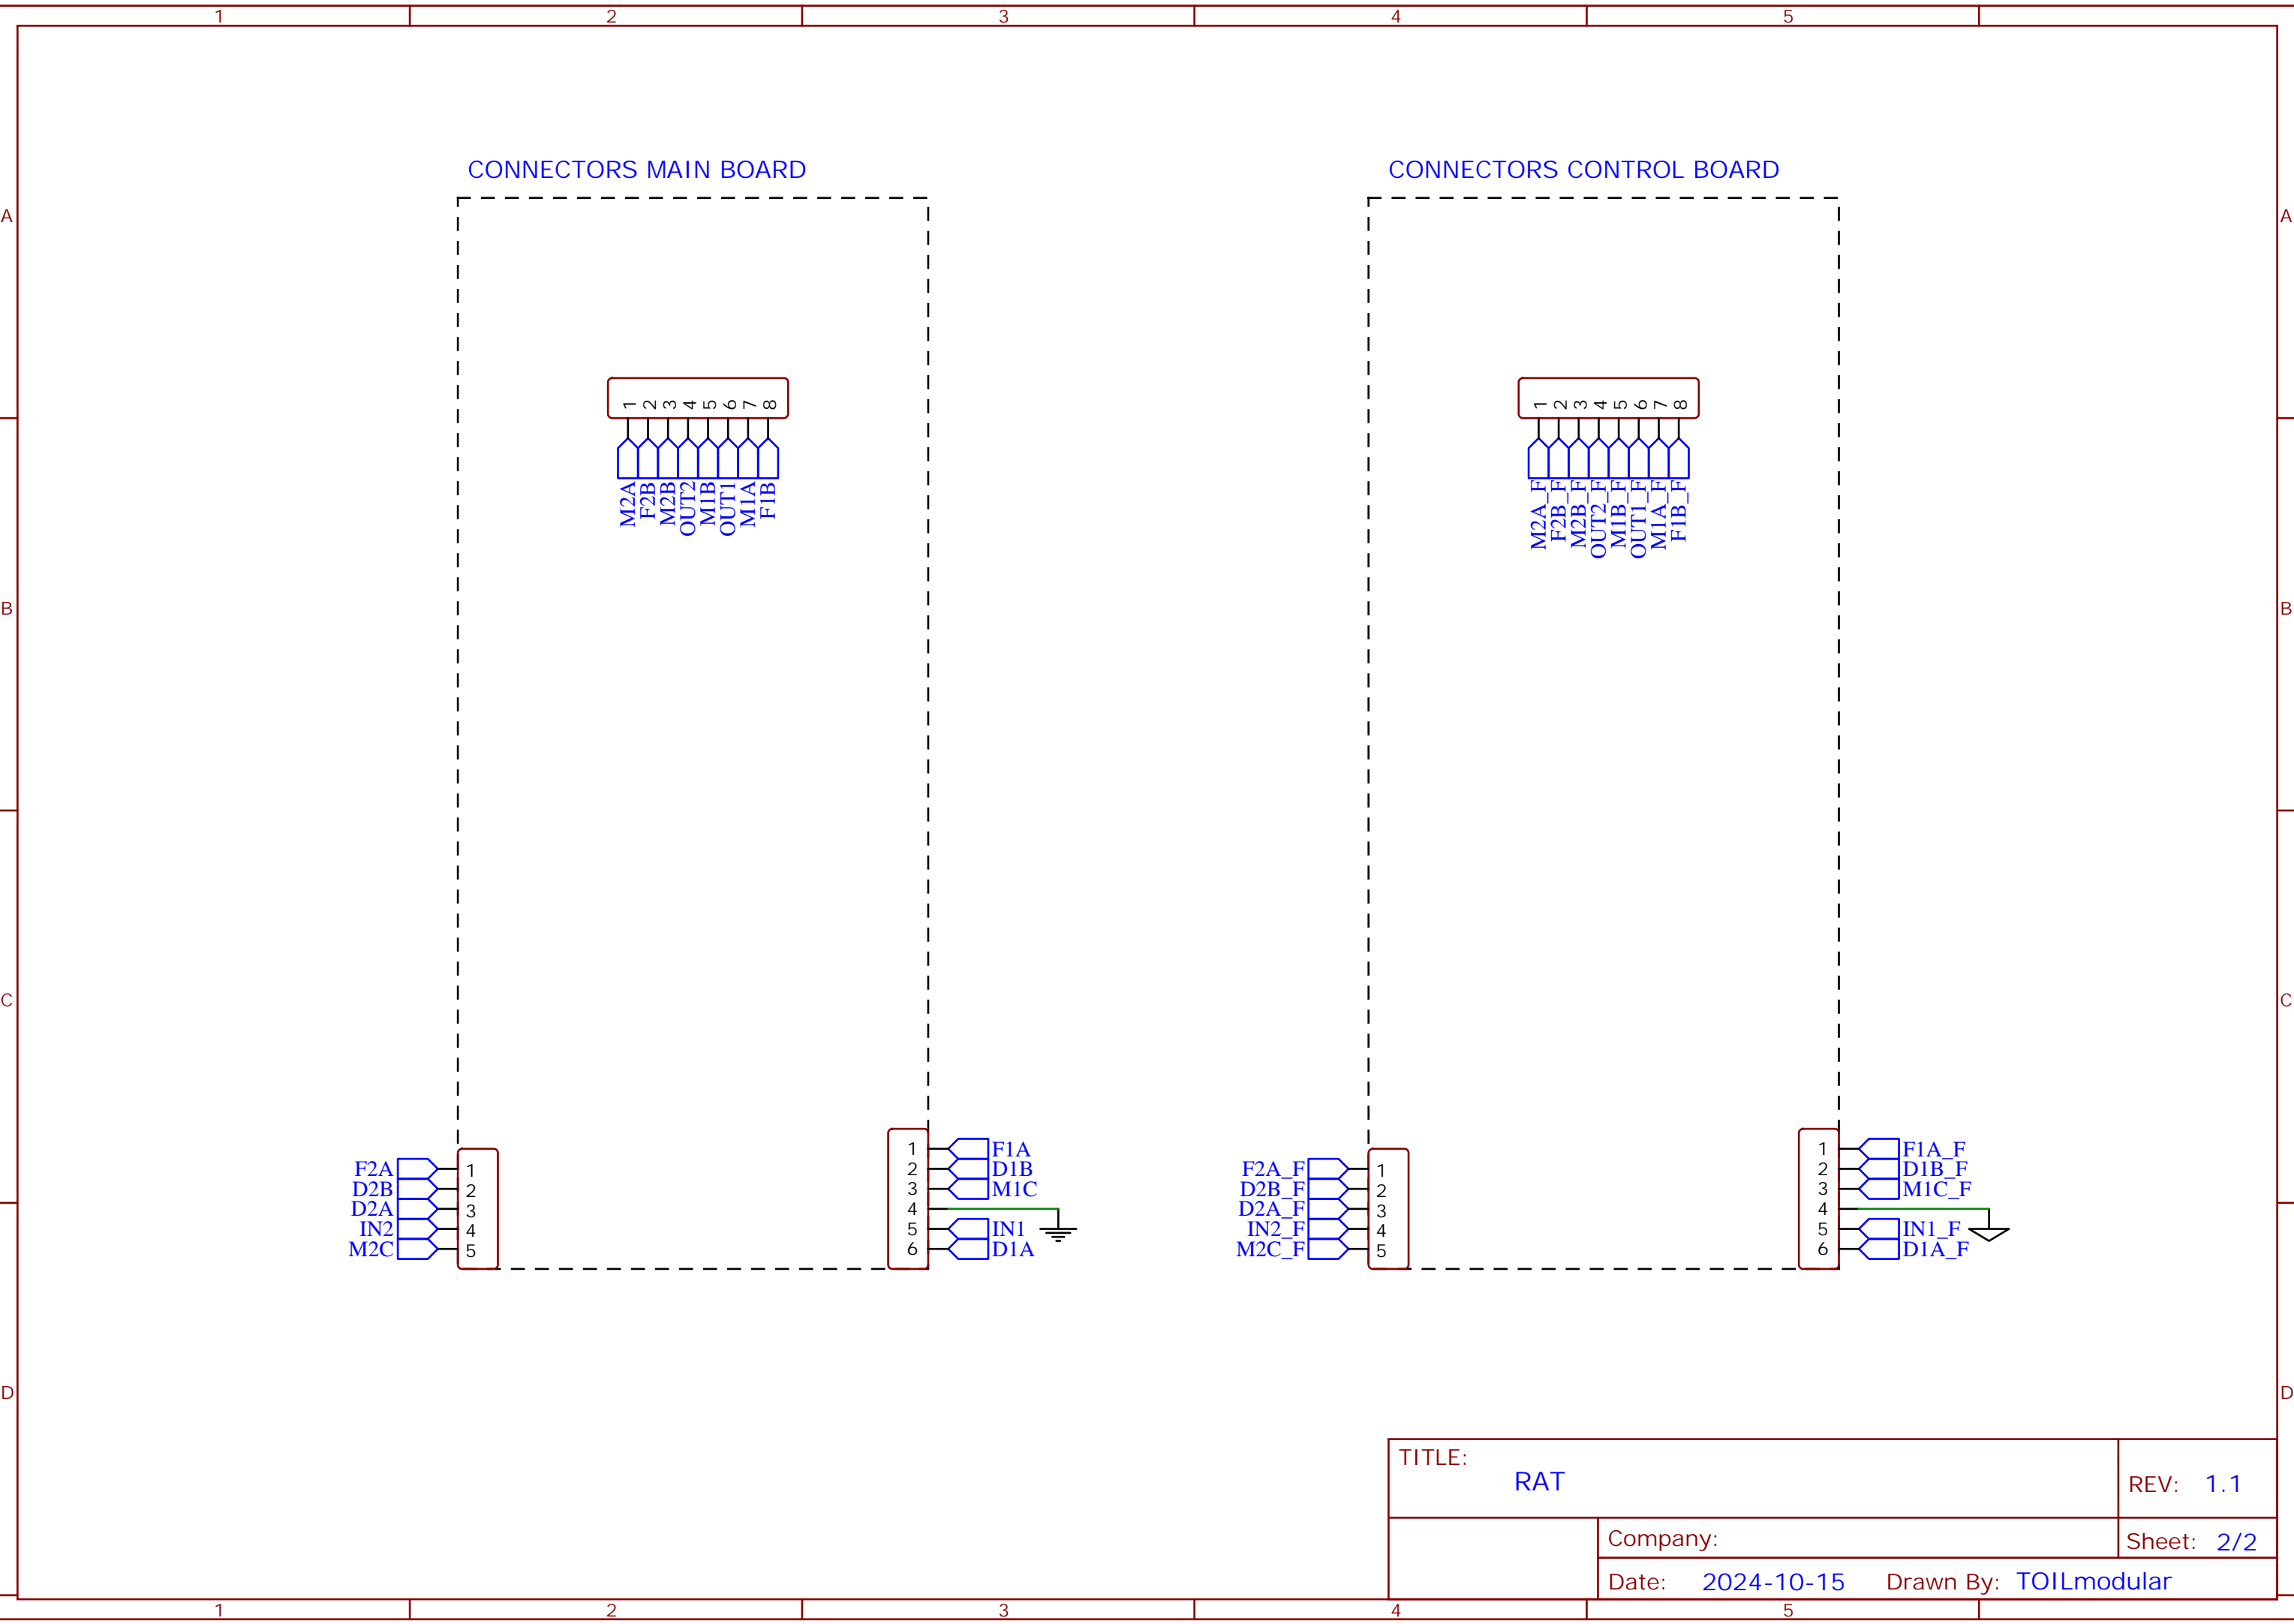 1 2 3 4 5
CONNECTORS MAIN BOARD CONNECTORS CONTROL BOARD
A A
1 2 3 4 5 6 7 8
M2A F2B M2B OUT2 M1B OUT1 M1A F1B
1 2 3 4 5 6 7 8
M2A_F F2B_F M2B_F OUT2_F M1B_F OUT1_F M1A_F F1B_F
B B
C C
F2A 1
D2B 2
D2A 3
IN2 4
M2C 5
1 F1A
2 D1B
3 M1C
4
5 IN1
6 D1A
F2A_F 1
D2B_F 2
D2A_F 3
IN2_F 4
M2C_F 5
1 F1A_F
2 D1B_F
3 M1C_F
4
5 IN1_F
6 D1A_F
D D
TITLE:
RAT
REV: 1.1
Company:
Sheet: 2/2
Date: 2024-10-15 Drawn By: TOILmodular
1 2 3 4 5